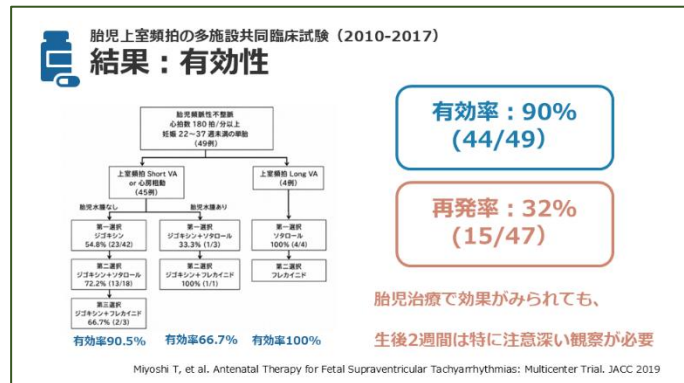 胎児上室頻拍の多施設共同臨床試験（2010-2017）
結果：有効性
胎児頻脈性不整脈
心拍数 180 拍/分以上
妊娠 22～37 週未満の単胎
(49例)
上室頻拍 Short VA
or 心房粗動
(45例)
上室頻拍 Long VA
(4例)
胎児水腫なし
胎児水腫あり
第一選択
ジゴキシン
54.8% (23/42)
第一選択
ジゴキシン+ソタロール
33.3% (1/3)
第一選択
ソタロール
100% (4/4)
第二選択
ジゴキシン+ソタロール
72.2% (13/18)
第二選択
ジゴキシン+フレカイニド
100% (1/1)
第二選択
フレカイニド
第三選択
ジゴキシン+フレカイニド
66.7% (2/3)
有効率90.5%
有効率66.7%
有効率100%
有効率：90%
(44/49)
再発率：32%
(15/47)
胎児治療で効果がみられても、
生後2週間は特に注意深い観察が必要
Miyoshi T, et al. Antenatal Therapy for Fetal Supraventricular Tachyarrhythmias: Multicenter Trial. JACC 2019